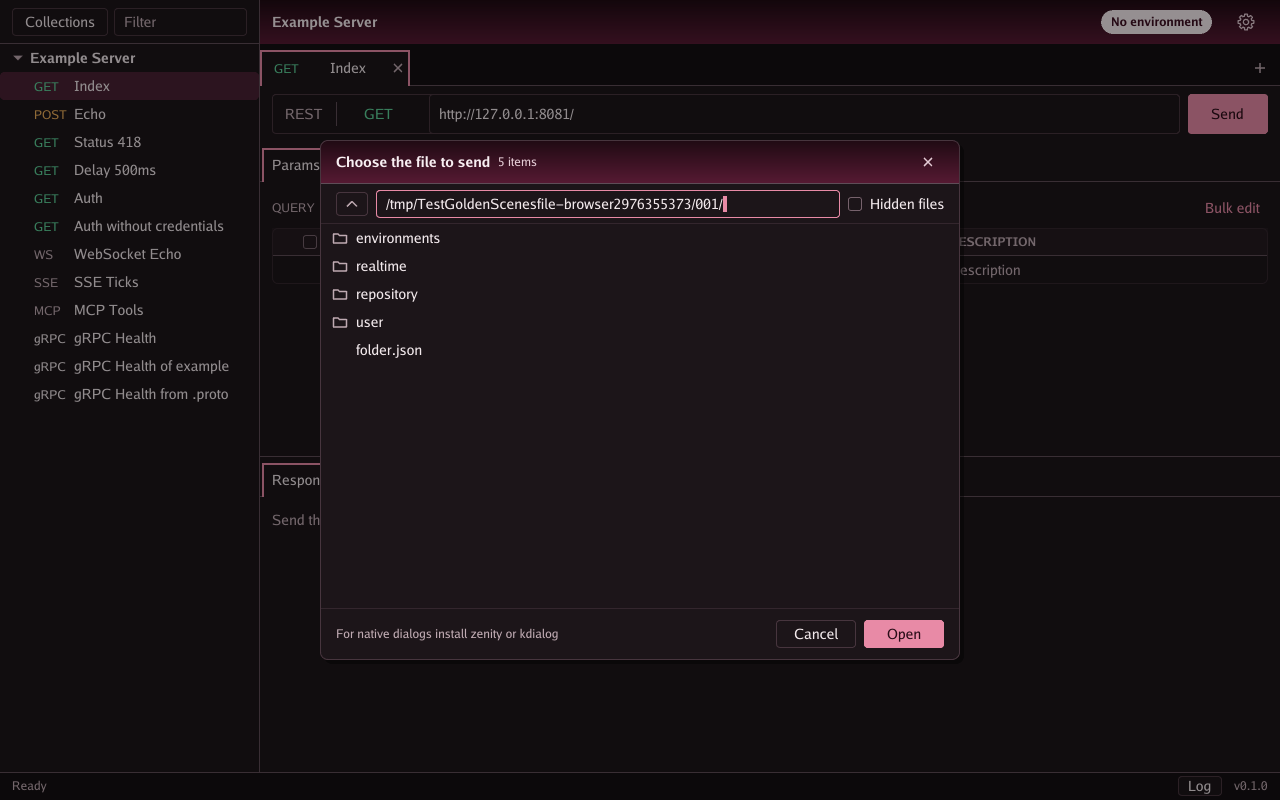 Collections
Filter
Example Server
No environment
Example Server
GET Index
POST Echo
GET Status 418
GET Delay 500ms
GET Auth
GET Auth without credentials
WS WebSocket Echo
SSE SSE Ticks
MCP MCP Tools
gRPC gRPC Health
gRPC gRPC Health of example
gRPC gRPC Health from .proto
GET Index
REST GET http://127.0.0.1:8081/ Send
Params
QUERY
Bulk edit
ESCRIPTION
escription
Choose the file to send 5 items
/tmp/TestGoldenScenesfile-browser2976355373/001/
Hidden files
environments
realtime
repository
user
folder.json
For native dialogs install zenity or kdialog
Cancel
Open
Respon
Send th
Ready
Log
v0.1.0